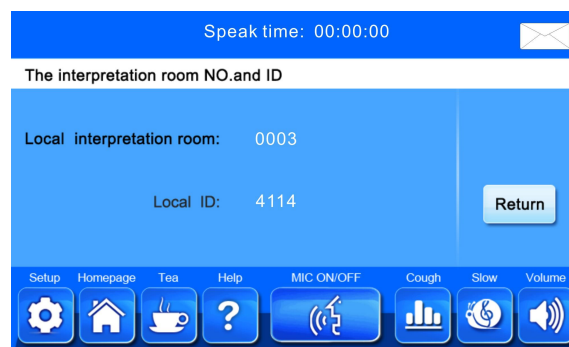 Speak time: 00:00:00
The interpretation room NO.and ID
Local interpretation room: 0003
Local ID: 4114
Return
Setup Homepage Tea Help MIC ON/OFF Cough Slow Volume
?